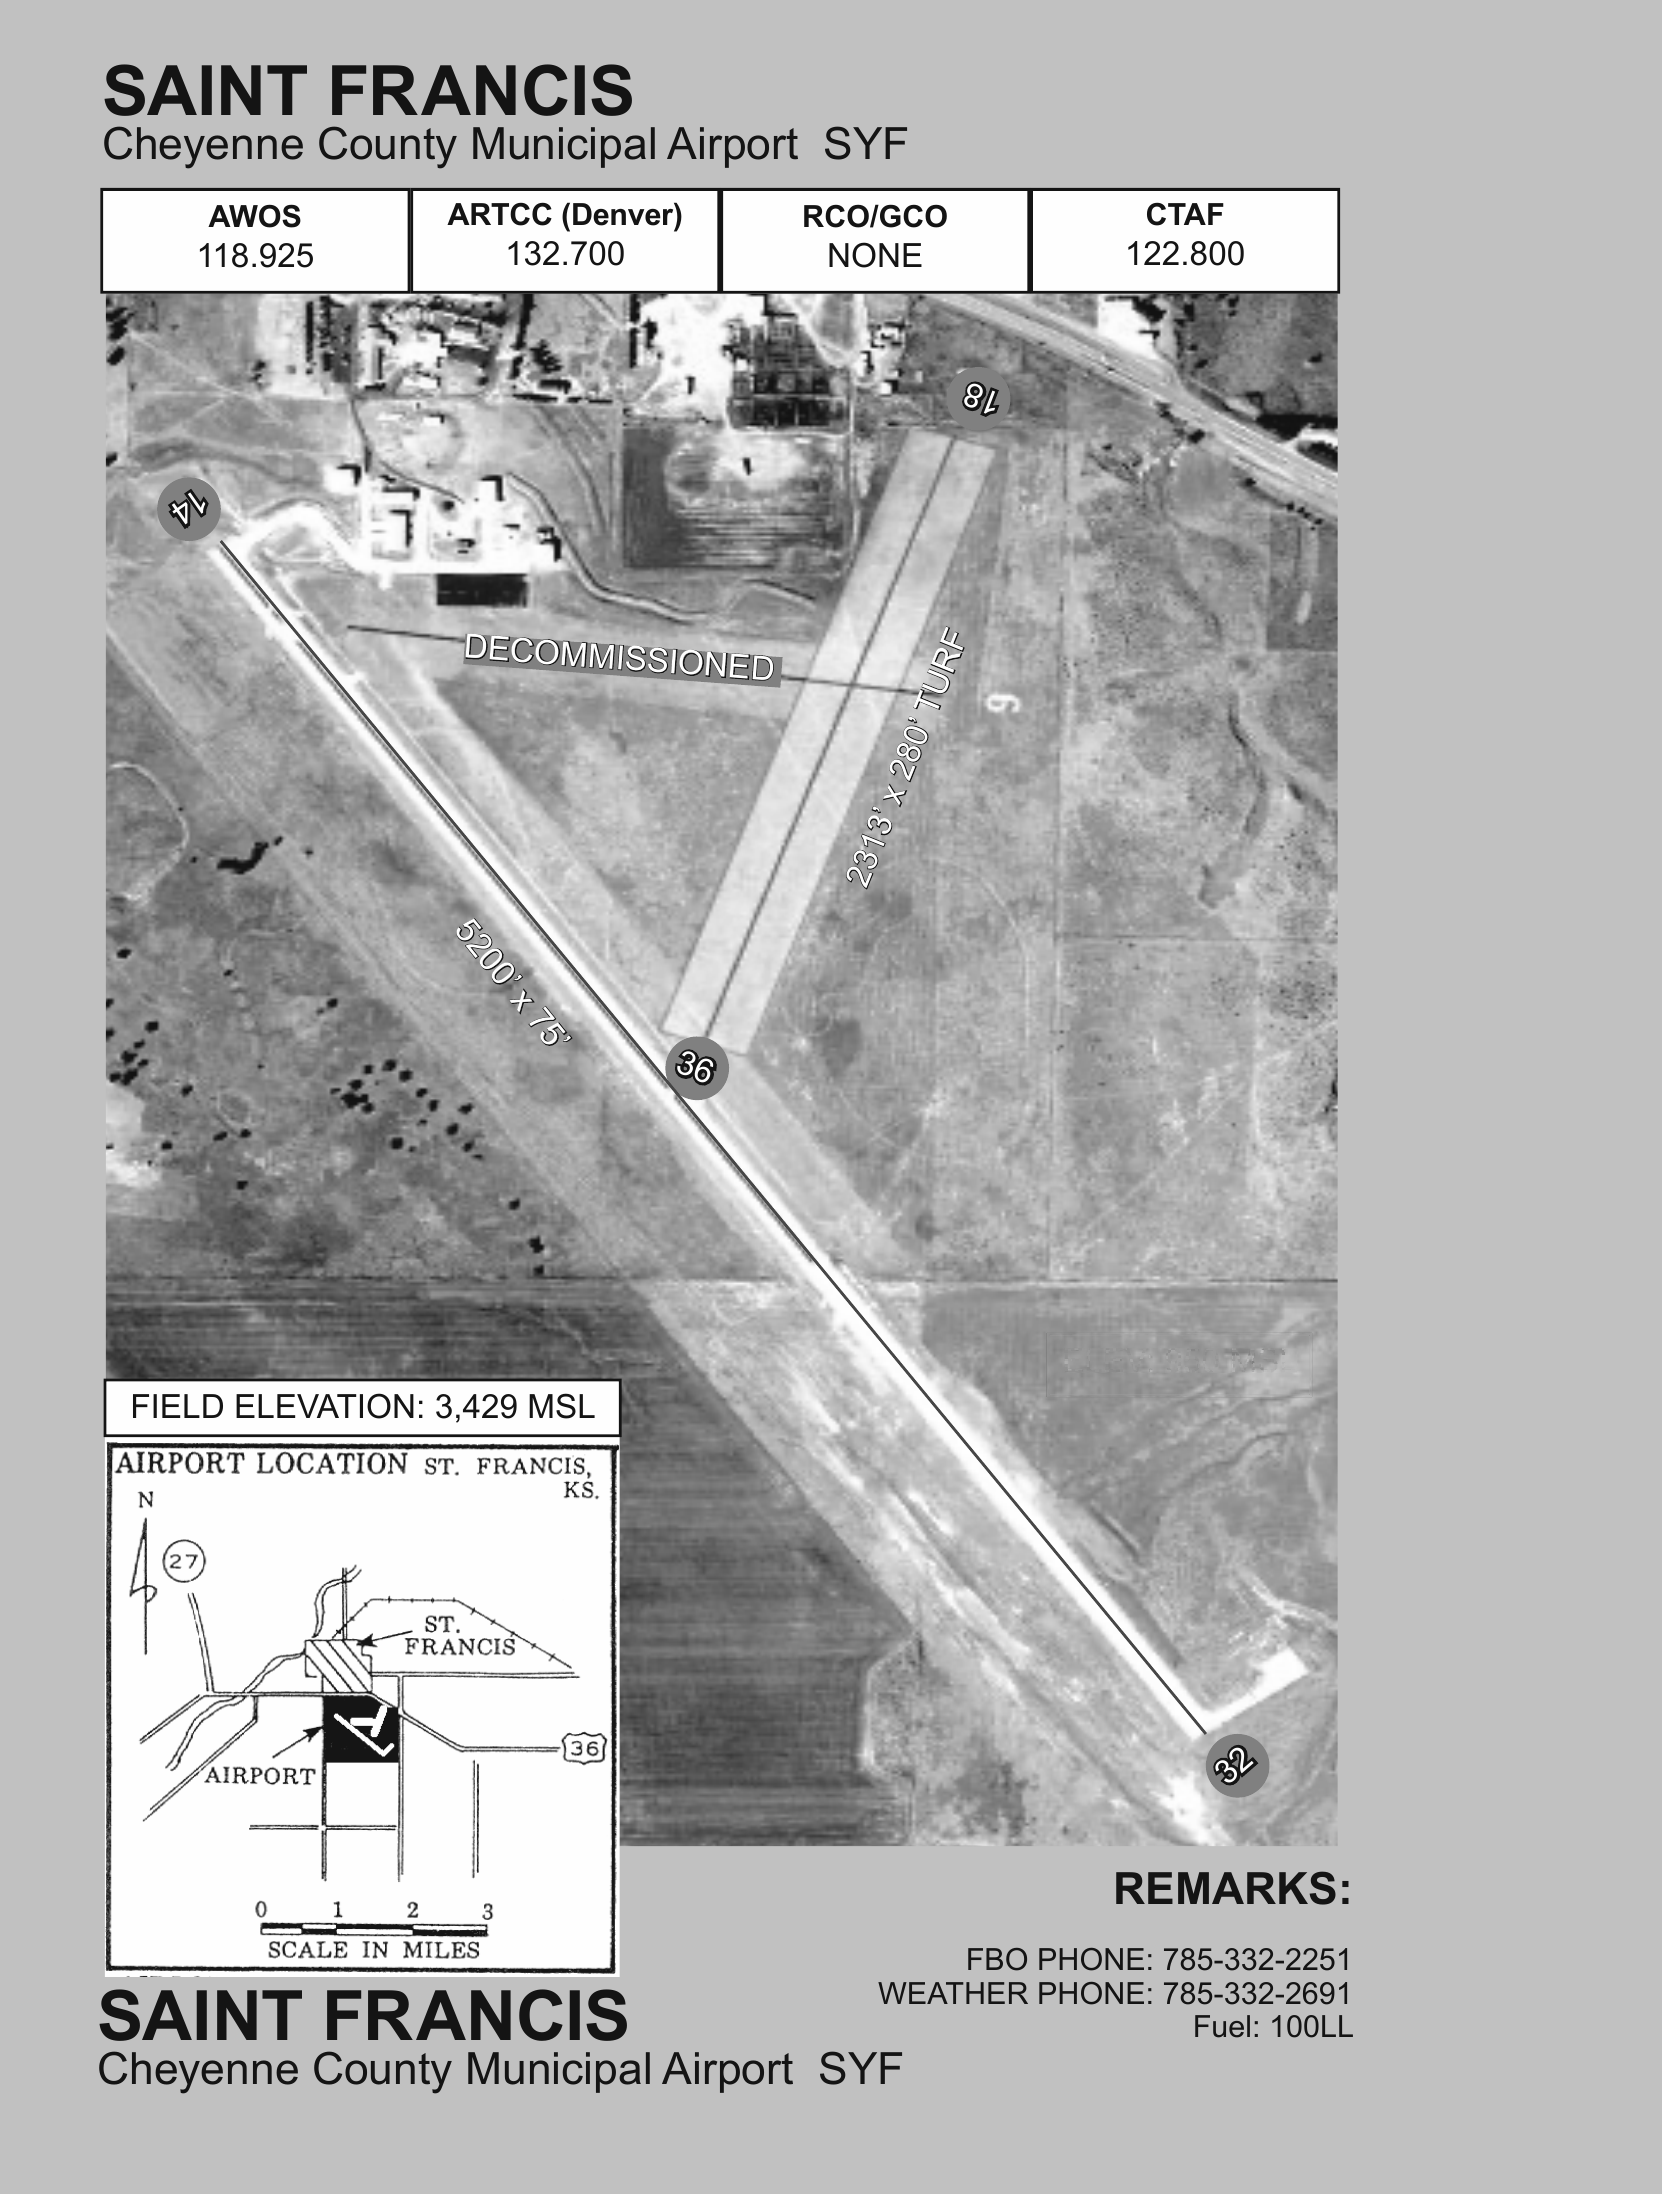 SAINT FRANCIS
Cheyenne County Municipal Airport SYF
AWOS
118.925
ARTCC (Denver)
132.700
RCO/GCO
NONE
CTAF
122.800
18
14
DECOMMISSIONED
2313' x 280' TURF
9
5200' x 75'
36
32
FIELD ELEVATION: 3,429 MSL
AIRPORT LOCATION ST. FRANCIS,
KS.
N
27
ST.
FRANCIS
36
AIRPORT
0 1 2 3
SCALE IN MILES
REMARKS:
FBO PHONE: 785-332-2251
WEATHER PHONE: 785-332-2691
Fuel: 100LL
SAINT FRANCIS
Cheyenne County Municipal Airport SYF